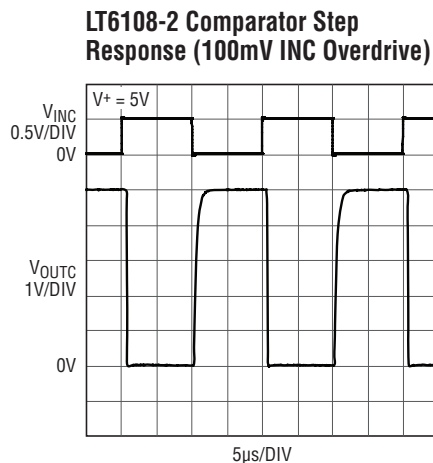 LT6108-2 Comparator Step
Response (100mV INC Overdrive)
V+ = 5V
VINC
0.5V/DIV
0V
VOUTC
1V/DIV
0V
5µs/DIV